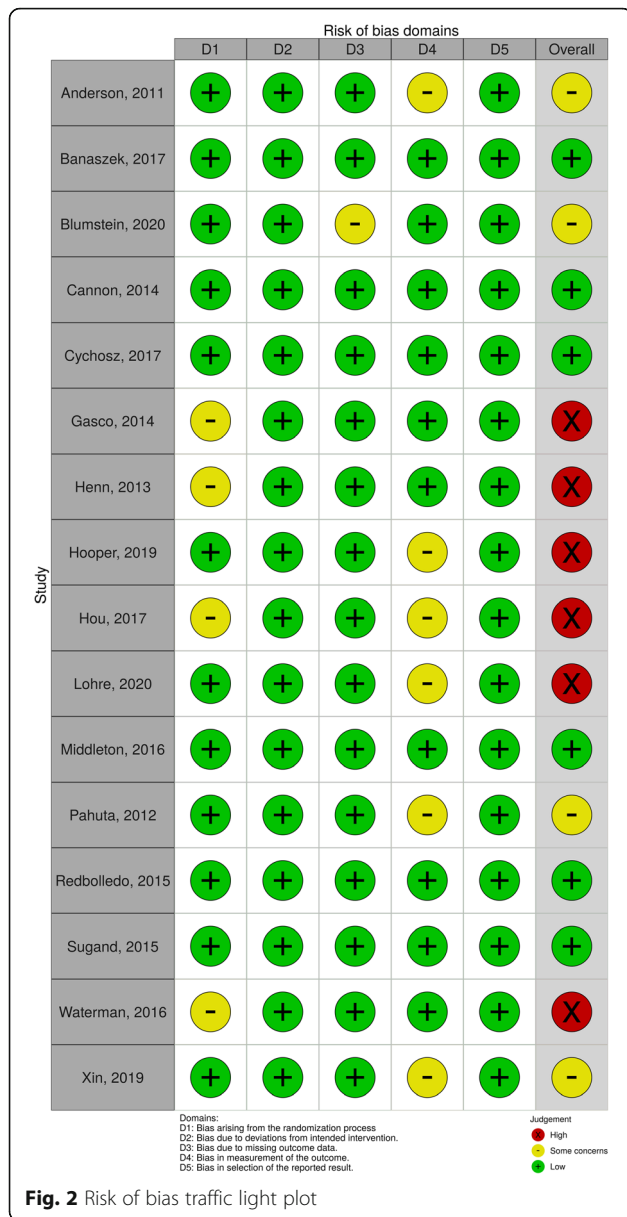 Risk of bias domains
D1 D2 D3 D4 D5 Overall
Study
Anderson, 2011 + + + - + -
Banaszek, 2017 + + + + + +
Blumstein, 2020 + + - + + -
Cannon, 2014 + + + + + +
Cychosz, 2017 + + + + + +
Gasco, 2014 - + + + + X
Henn, 2013 - + + + + X
Hooper, 2019 + + + - + X
Hou, 2017 - + + - + X
Lohre, 2020 + + + - + X
Middleton, 2016 + + + + + +
Pahuta, 2012 + + + - + -
Redbolledo, 2015 + + + + + +
Sugand, 2015 + + + + + +
Waterman, 2016 - + + + + X
Xin, 2019 + + + - + -
Domains:
D1: Bias arising from the randomization process
D2: Bias due to deviations from intended intervention.
D3: Bias due to missing outcome data.
D4: Bias in measurement of the outcome.
D5: Bias in selection of the reported result.
Judgement
X High
- Some concerns
+ Low
Fig. 2 Risk of bias traffic light plot